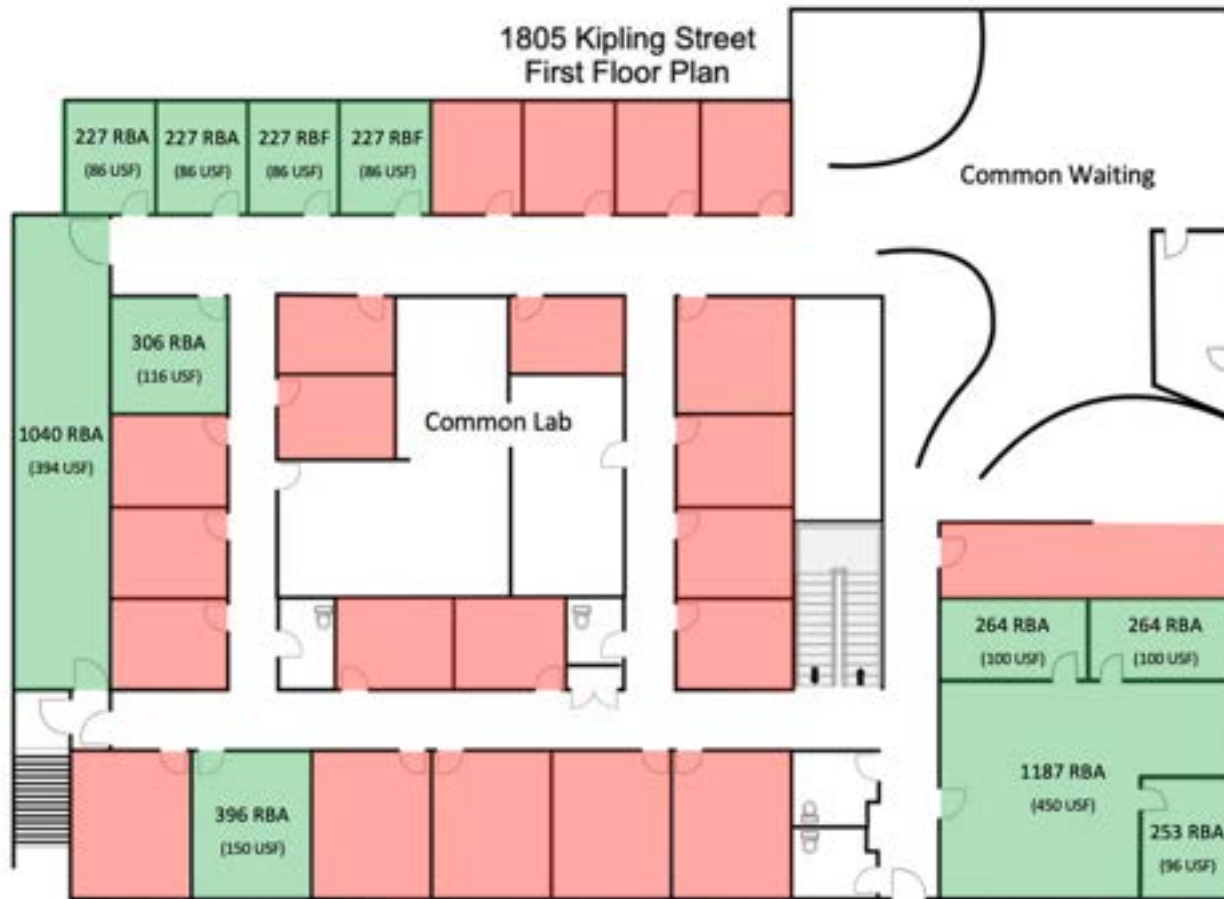 1805 Kipling Street
First Floor Plan
227 RBA
(86 USF)
227 RBA
(86 USF)
227 RBF
(86 USF)
227 RBF
(86 USF)
Common Waiting
306 RBA
(116 USF)
1040 RBA
(394 USF)
Common Lab
264 RBA
(100 USF)
264 RBA
(100 USF)
1187 RBA
(450 USF)
396 RBA
(150 USF)
253 RBA
(96 USF)